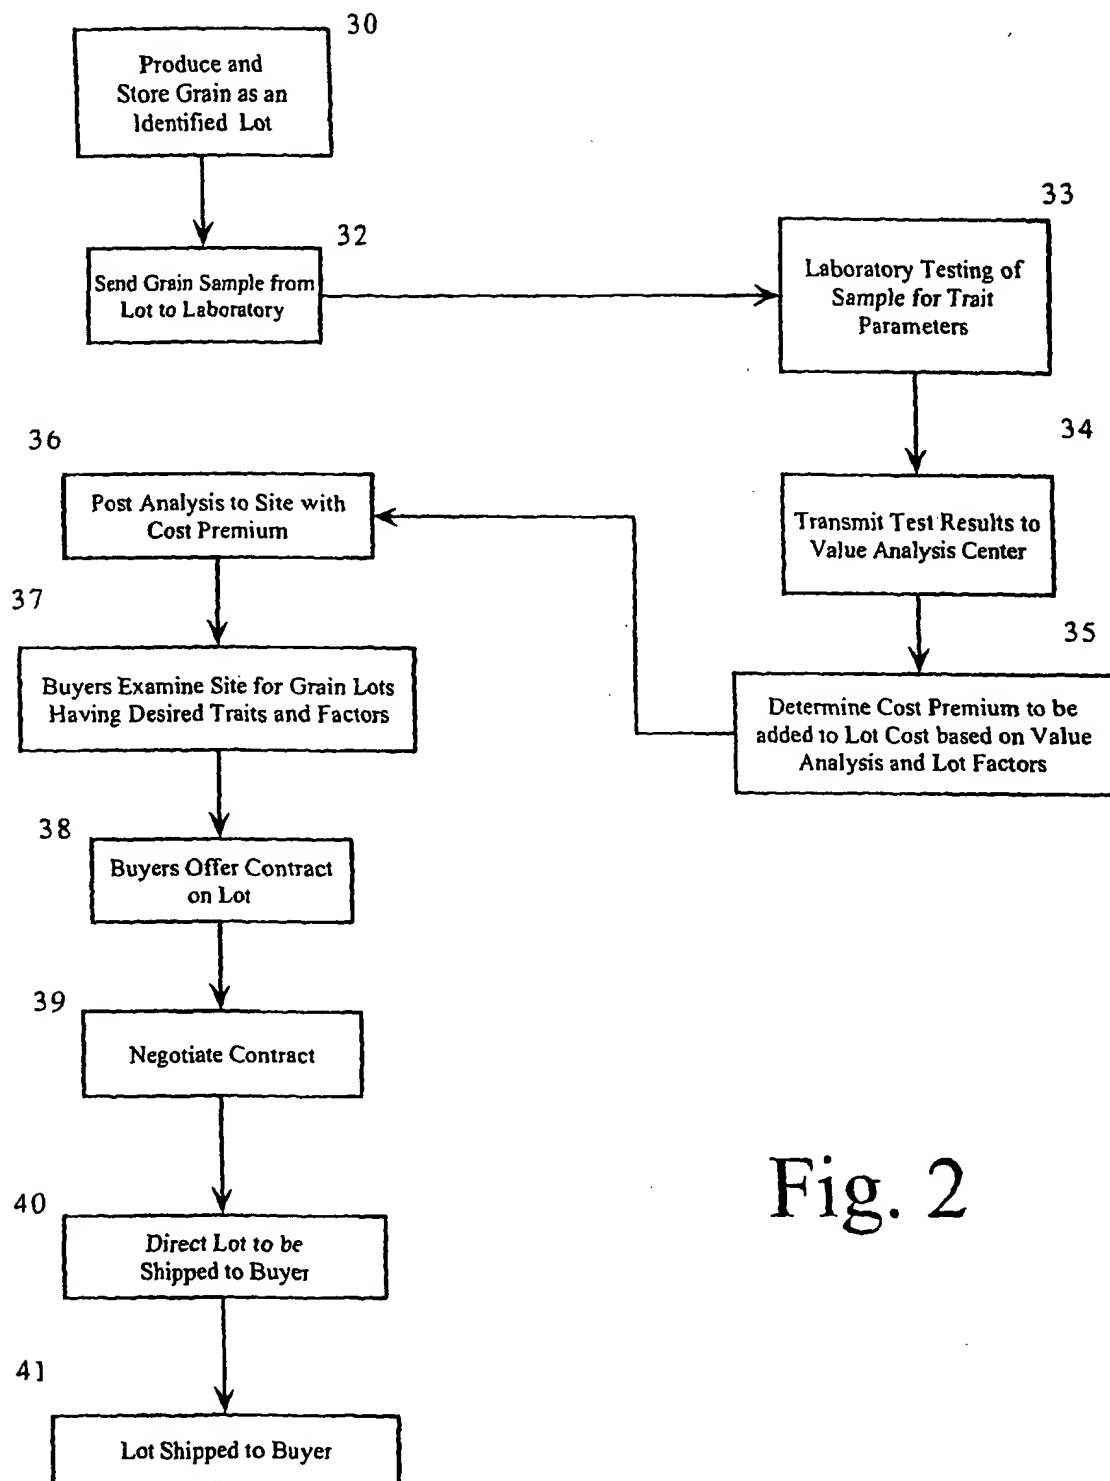 30
Produce and
Store Grain as an
Identified Lot
32
Send Grain Sample from
Lot to Laboratory
33
Laboratory Testing of
Sample for Trait
Parameters
34
Transmit Test Results to
Value Analysis Center
35
Determine Cost Premium to be
added to Lot Cost based on Value
Analysis and Lot Factors
36
Post Analysis to Site with
Cost Premium
37
Buyers Examine Site for Grain Lots
Having Desired Traits and Factors
38
Buyers Offer Contract
on Lot
39
Negotiate Contract
40
Direct Lot to be
Shipped to Buyer
41
Lot Shipped to Buyer
Fig. 2